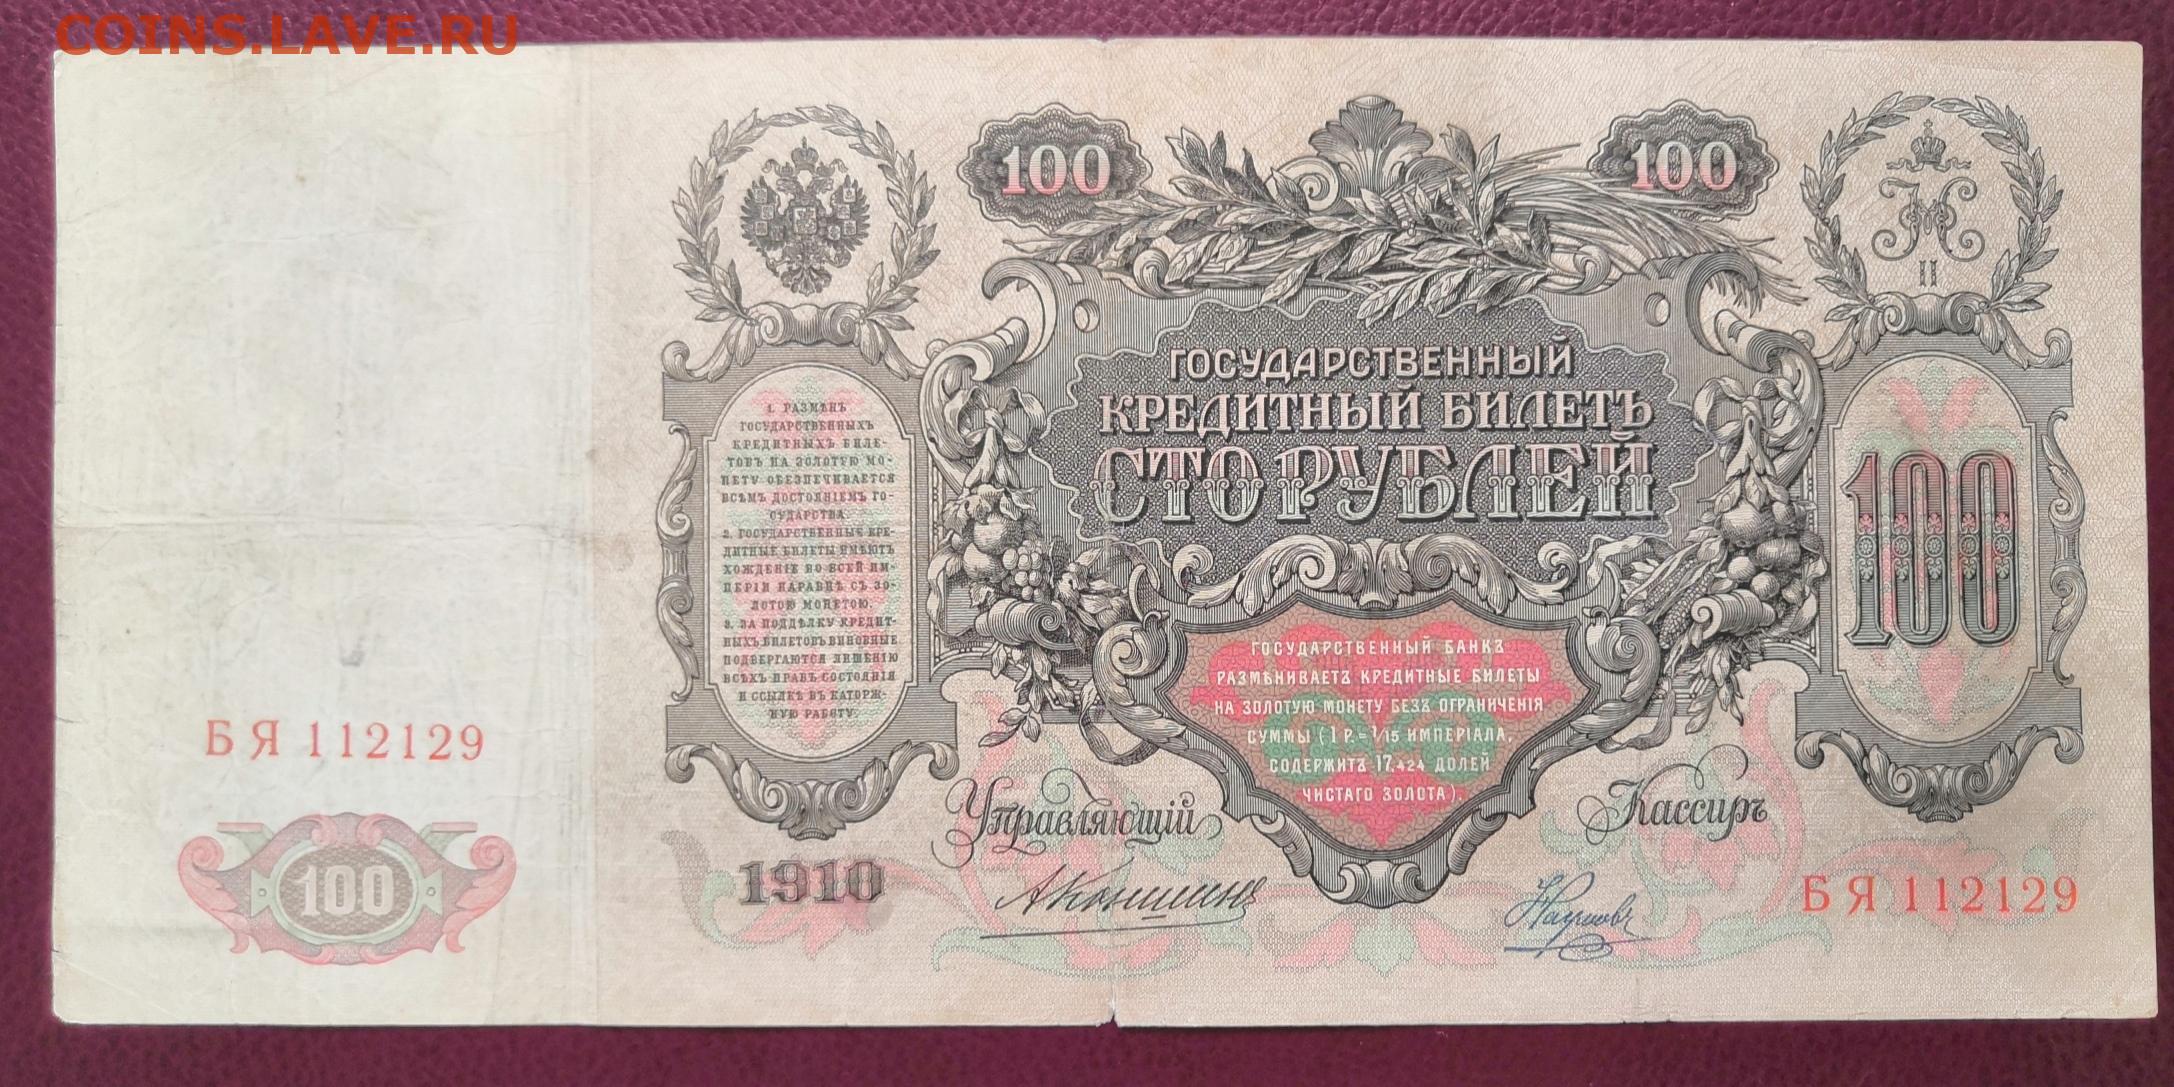 COINS.LAVE.RU
100
100
II
ГОСУДАРСТВЕННЫЙ
КРЕДИТНЫЙ БИЛЕТЪ
СТО РУБЛЕЙ
1. РАЗМѢНЪ
ГОСУДАРСТВЕННЫХЪ
КРЕДИТНЫХЪ БИЛЕ-
ТОВЪ НА ЗОЛОТУЮ МО-
НЕТУ ОБЕЗПЕЧИВАЕТСЯ
ВСѢМЪ ДОСТОЯНІЕМЪ ГО-
СУДАРСТВА.
2. ГОСУДАРСТВЕННЫЕ КРЕ-
ДИТНЫЕ БИЛЕТЫ ИМѢЮТЪ
ХОЖДЕНІЕ ВО ВСЕЙ ИМ-
ПЕРІИ НАРАВНѢ СЪ ЗО-
ЛОТОЮ МОНЕТОЮ.
3. ЗА ПОДДѢЛКУ КРЕДИТ-
НЫХЪ БИЛЕТОВЪ ВИНОВНЫЕ
ПОДВЕРГАЮТСЯ ЛИШЕНІЮ
ВСѢХЪ ПРАВЪ СОСТОЯНІЯ
И ССЫЛКѢ ВЪ КАТОРЖ-
НУЮ РАБОТУ.
100
ГОСУДАРСТВЕННЫЙ БАНКЪ
РАЗМѢНИВАЕТЪ КРЕДИТНЫЕ БИЛЕТЫ
НА ЗОЛОТУЮ МОНЕТУ БЕЗЪ ОГРАНИЧЕНІЯ
СУММЫ (1 Р. = 1/15 ИМПЕРІАЛА,
СОДЕРЖИТЪ 17,424 ДОЛЕЙ
ЧИСТАГО ЗОЛОТА).
БЯ 112129
100
Управляющій
Кассиръ
1910
АКоншинъ
Наумовъ
БЯ 112129